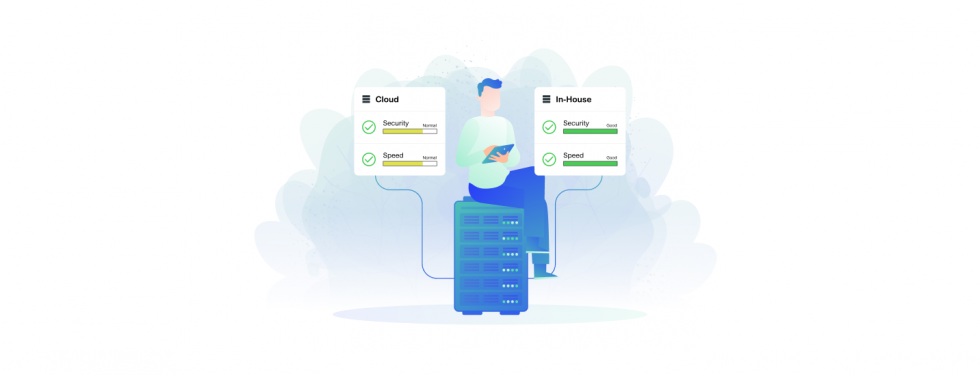 Cloud
Security Normal
Speed Normal
In-House
Security Good
Speed Good